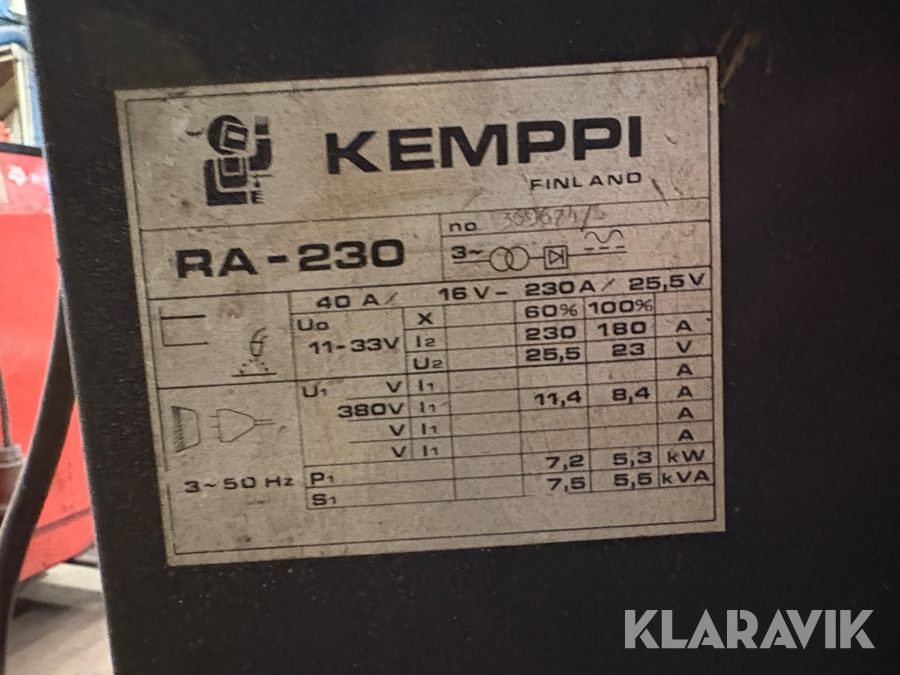 KEMPPI
FINLAND
RA-230
no
3~
40 A/ 16 V - 230 A / 25,5 V
Uo 11-33V X 60% 100%
I2 230 180 A
U2 25,5 23 V
U1 V I1 A
380V I1 11,4 8,4 A
V I1 A
V I1 A
3~50 Hz P1 7,2 5,3 kW
S1 7,5 5,5 kVA
KLARAVIK